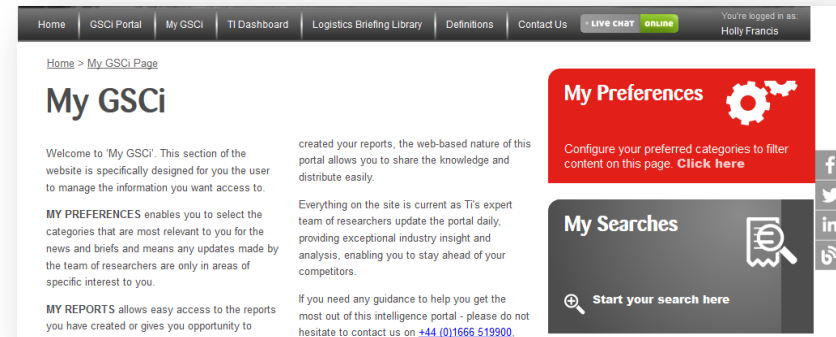 Home
GSCi Portal
My GSCi
TI Dashboard
Logistics Briefing Library
Definitions
Contact Us
LIVE CHAT ONLINE
You're logged in as:
Holly Francis
Home > My GSCi Page
My GSCi
Welcome to 'My GSCi'. This section of the
website is specifically designed for you the user
to manage the information you want access to.
MY PREFERENCES enables you to select the
categories that are most relevant to you for the
news and briefs and means any updates made by
the team of researchers are only in areas of
specific interest to you.
MY REPORTS allows easy access to the reports
you have created or gives you opportunity to
created your reports, the web-based nature of this
portal allows you to share the knowledge and
distribute easily.
Everything on the site is current as Ti's expert
team of researchers update the portal daily,
providing exceptional industry insight and
analysis, enabling you to stay ahead of your
competitors.
If you need any guidance to help you get the
most out of this intelligence portal - please do not
hesitate to contact us on +44 (0)1666 519900.
My Preferences
Configure your preferred categories to filter
content on this page. Click here
My Searches
Start your search here